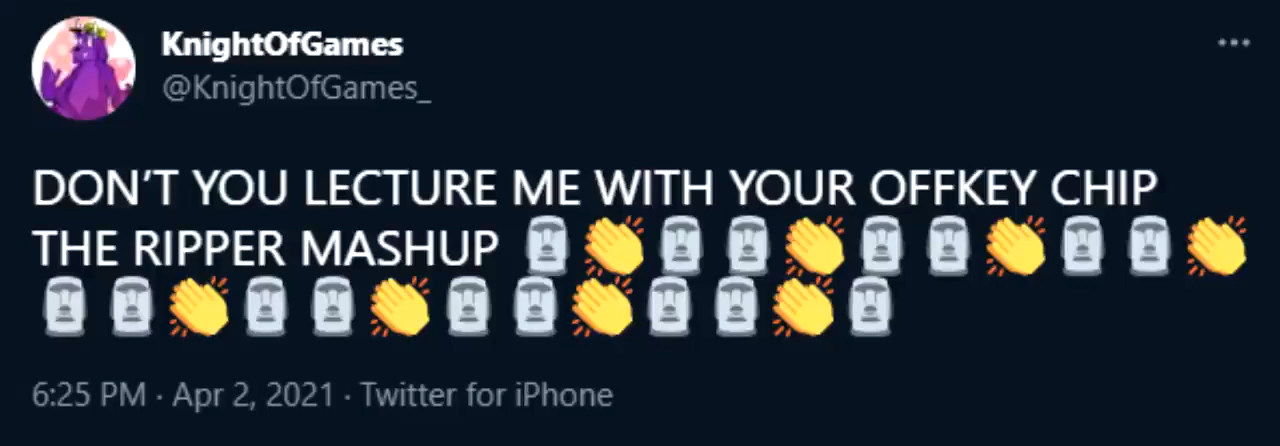 KnightOfGames
@KnightOfGames_
DON'T YOU LECTURE ME WITH YOUR OFFKEY CHIP
THE RIPPER MASHUP 🗿👏🗿🗿👏🗿🗿👏🗿🗿👏
🗿🗿👏🗿🗿👏🗿🗿👏🗿🗿👏🗿
6:25 PM · Apr 2, 2021 · Twitter for iPhone